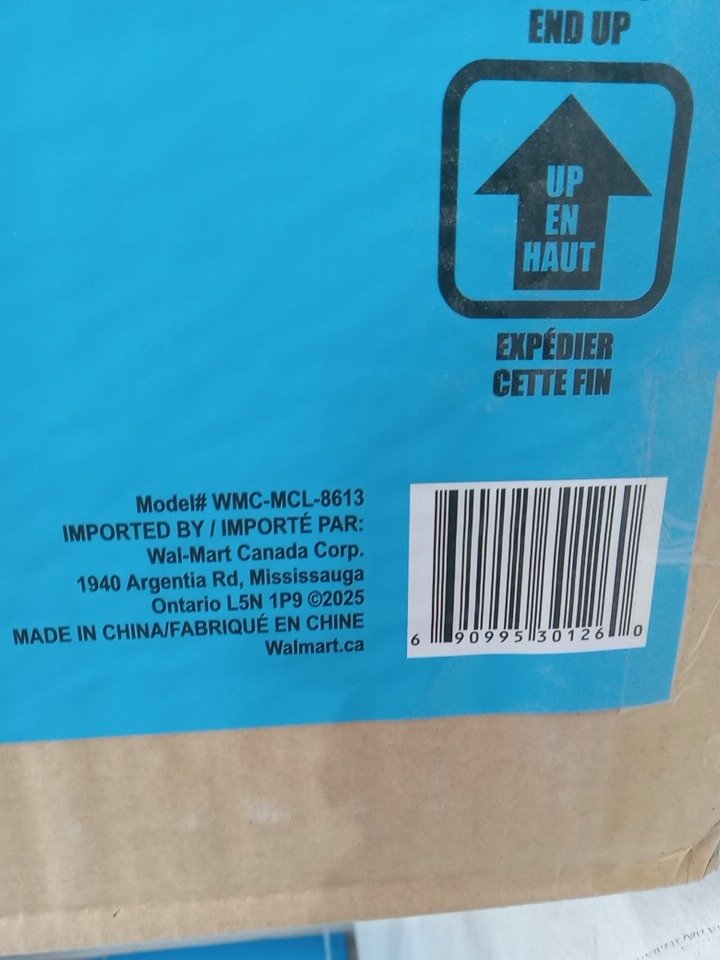 END UP
UP
EN
HAUT
EXPÉDIER
CETTE FIN
Model# WMC-MCL-8613
IMPORTED BY / IMPORTÉ PAR:
Wal-Mart Canada Corp.
1940 Argentia Rd, Mississauga
Ontario L5N 1P9 ©2025
MADE IN CHINA/FABRIQUÉ EN CHINE
Walmart.ca
6 90995 30126 0